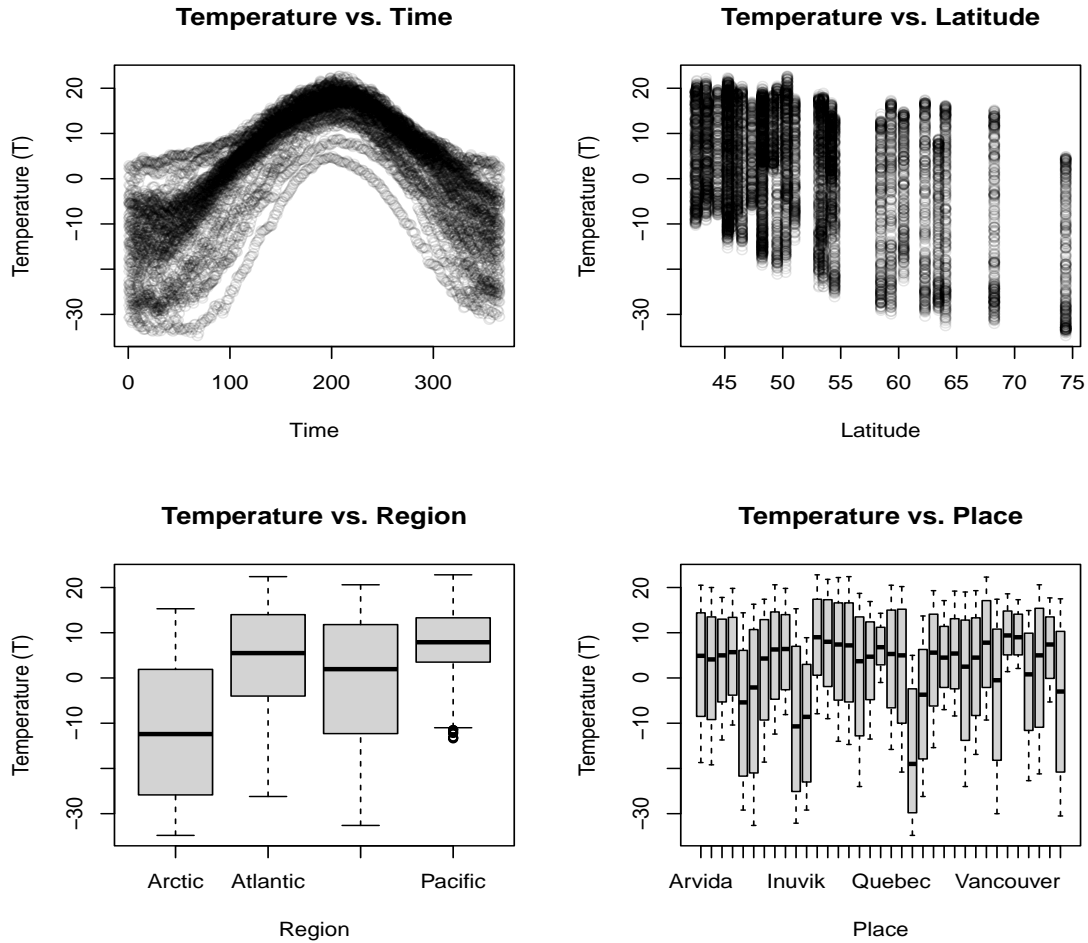 Temperature vs. Time
Temperature (T)
20
10
0
−10
−30
0
100
200
300
Time
Temperature vs. Latitude
Temperature (T)
20
10
0
−10
−30
45
50
55
60
65
70
75
Latitude
Temperature vs. Region
Temperature (T)
20
10
0
−10
−30
Arctic
Atlantic
Pacific
Region
Temperature vs. Place
Temperature (T)
20
10
0
−10
−30
Arvida
Inuvik
Quebec
Vancouver
Place